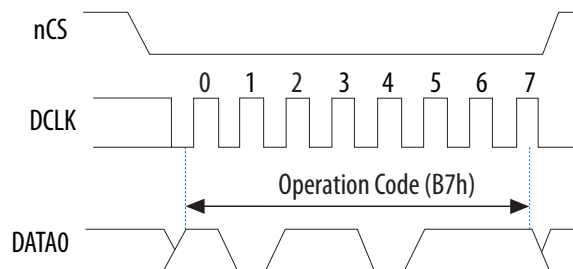 nCS
0 1 2 3 4 5 6 7
DCLK
Operation Code (B7h)
DATA0